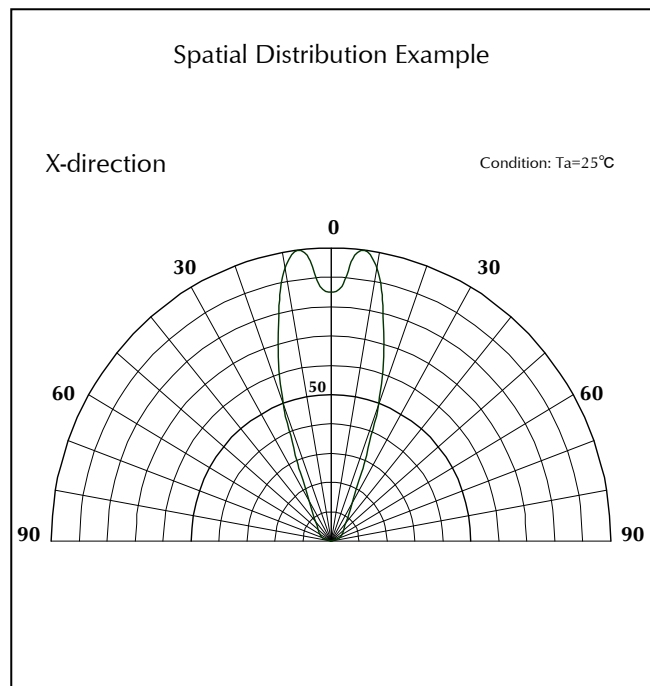 Spatial Distribution Example
X-direction
Condition: Ta=25℃
0
30 30
60 50 60
90 90